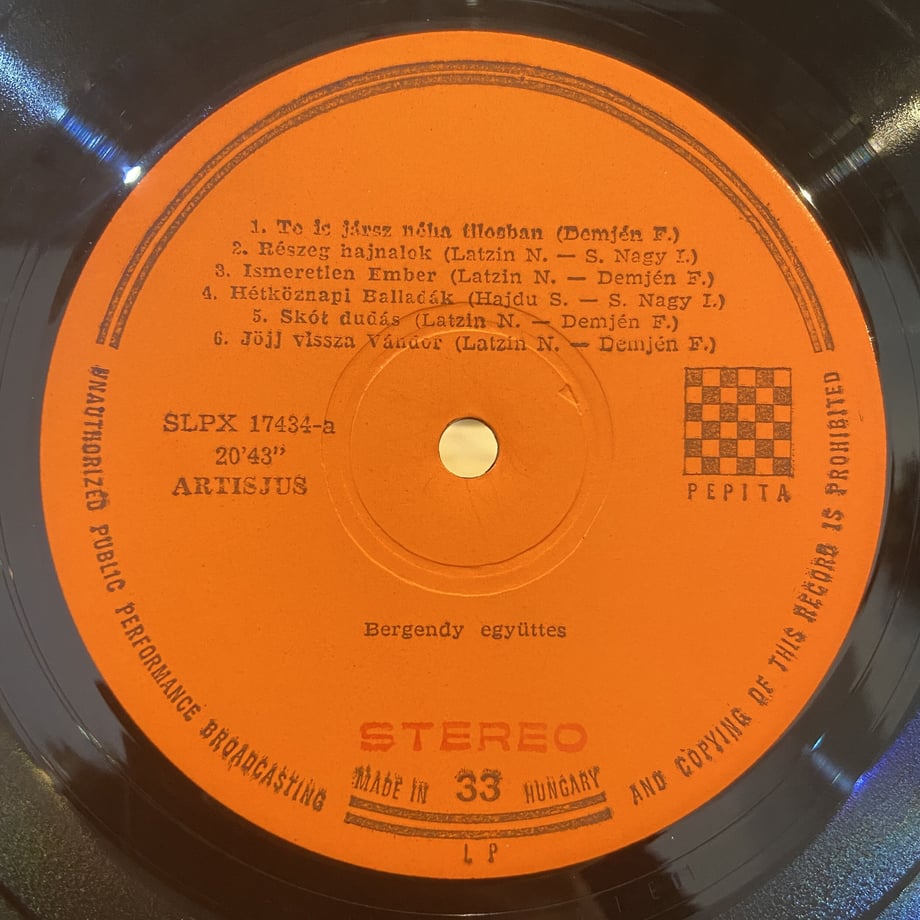 1. Te is jársz néha tilosban (Demjén F.)
2. Részeg hajnalok (Latzin N. — S. Nagy I.)
3. Ismeretlen Ember (Latzin N. — Demjén F.)
4. Hétköznapi Balladák (Hajdu S. — S. Nagy I.)
5. Skót dudás (Latzin N. — Demjén F.)
6. Jöjj vissza Vándor (Latzin N. — Demjén F.)
SLPX 17434-a
20'43”
ARTISJUS
PEPITA
Bergendy együttes
STEREO
MADE IN 33 HUNGARY
LP
UNAUTHORIZED PUBLIC PERFORMANCE BROADCASTING AND COPYING OF THIS RECORD IS PROHIBITED